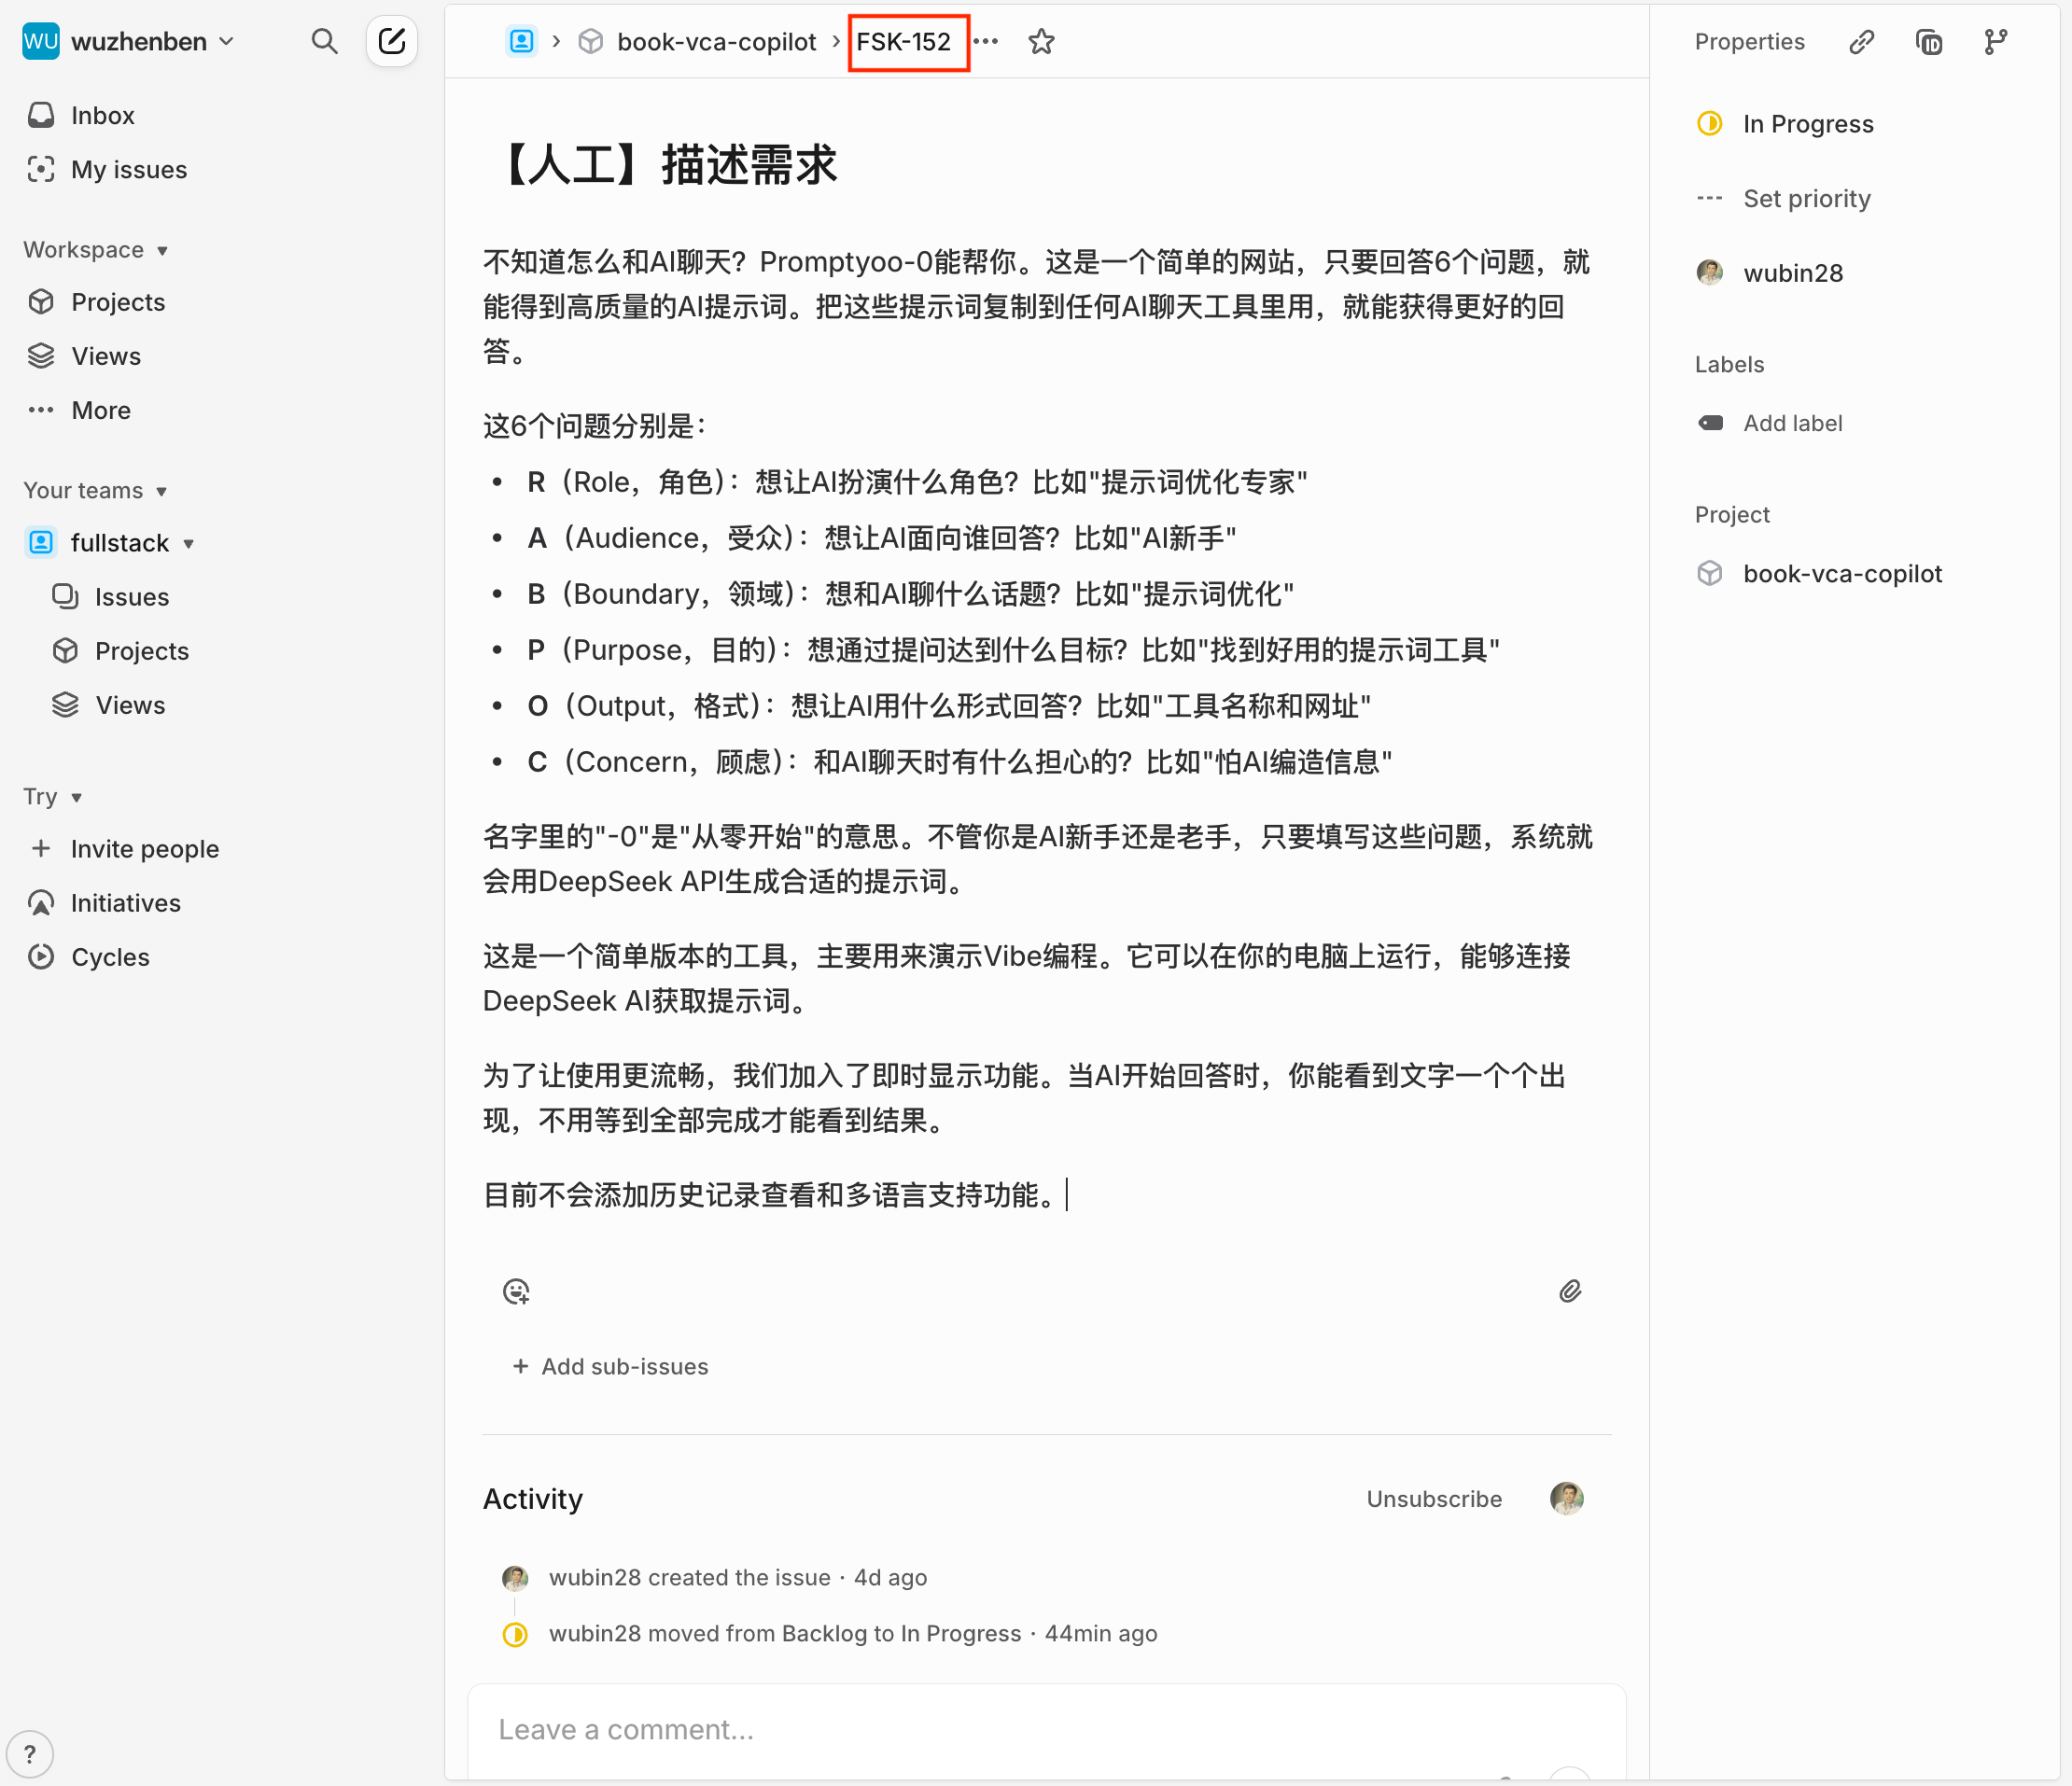 WU wuzhenben
Inbox
My issues
Workspace
Projects
Views
More
Your teams
fullstack
Issues
Projects
Views
Try
Invite people
Initiatives
Cycles
?
book-vca-copilot › FSK-152
【人工】描述需求
不知道怎么和AI聊天？Promptyoo-0能帮你。这是一个简单的网站，只要回答6个问题，就
能得到高质量的AI提示词。把这些提示词复制到任何AI聊天工具里用，就能获得更好的回
答。
这6个问题分别是：
• R（Role，角色）：想让AI扮演什么角色？比如"提示词优化专家"
• A（Audience，受众）：想让AI面向谁回答？比如"AI新手"
• B（Boundary，领域）：想和AI聊什么话题？比如"提示词优化"
• P（Purpose，目的）：想通过提问达到什么目标？比如"找到好用的提示词工具"
• O（Output，格式）：想让AI用什么形式回答？比如"工具名称和网址"
• C（Concern，顾虑）：和AI聊天时有什么担心的？比如"怕AI编造信息"
名字里的"-0"是"从零开始"的意思。不管你是AI新手还是老手，只要填写这些问题，系统就
会用DeepSeek API生成合适的提示词。
这是一个简单版本的工具，主要用来演示Vibe编程。它可以在你的电脑上运行，能够连接
DeepSeek AI获取提示词。
为了让使用更流畅，我们加入了即时显示功能。当AI开始回答时，你能看到文字一个个出
现，不用等到全部完成才能看到结果。
目前不会添加历史记录查看和多语言支持功能。
+ Add sub-issues
Activity
Unsubscribe
wubin28 created the issue · 4d ago
wubin28 moved from Backlog to In Progress · 44min ago
Leave a comment...
Properties
In Progress
Set priority
wubin28
Labels
Add label
Project
book-vca-copilot